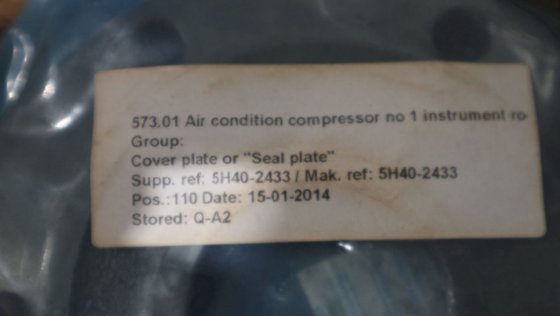 573.01 Air condition compressor no 1 instrument ro
Group:
Cover plate or "Seal plate"
Supp. ref: 5H40-2433 / Mak. ref: 5H40-2433
Pos.:110 Date: 15-01-2014
Stored: Q-A2